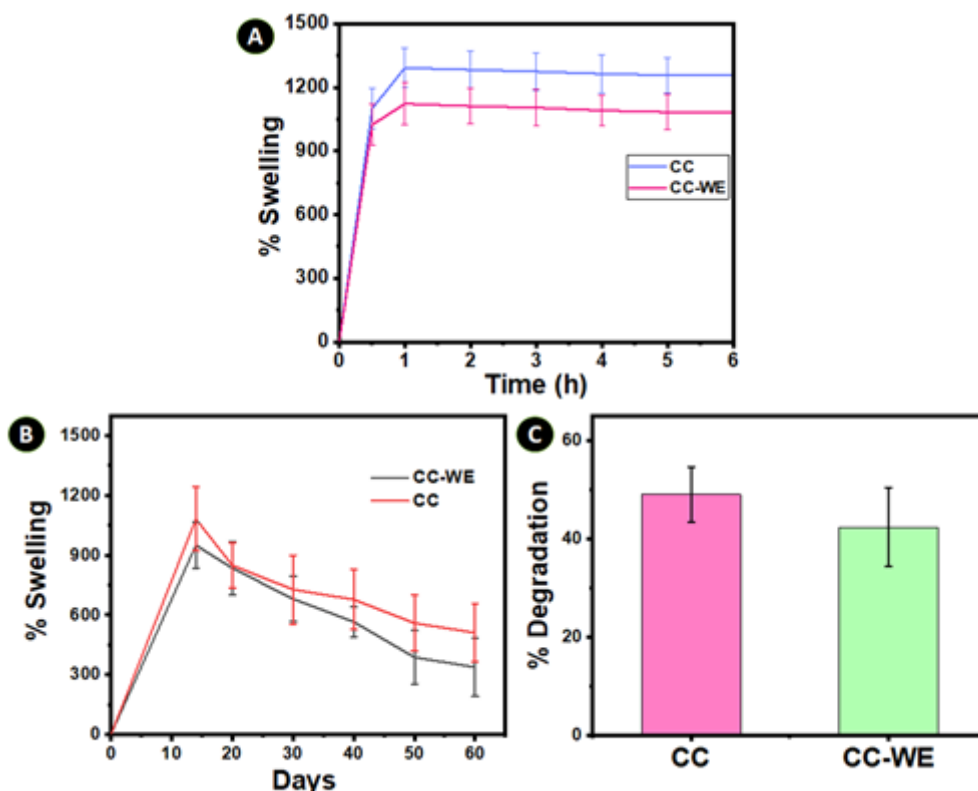 A
% Swelling
1500
1200
900
600
300
0
CC
CC-WE
0 1 2 3 4 5 6
Time (h)
B
% Swelling
1500
1200
900
600
300
0
CC-WE
CC
0 10 20 30 40 50 60
Days
C
% Degradation
60
40
20
0
CC CC-WE